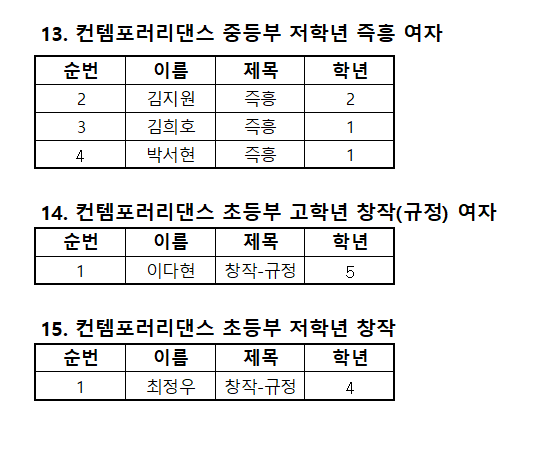 13. 컨템포러리댄스 중등부 저학년 즉흥 여자
순번 이름 제목 학년
2 김지원 즉흥 2
3 김희호 즉흥 1
4 박서현 즉흥 1
14. 컨템포러리댄스 초등부 고학년 창작(규정) 여자
순번 이름 제목 학년
1 이다현 창작-규정 5
15. 컨템포러리댄스 초등부 저학년 창작
순번 이름 제목 학년
1 최정우 창작-규정 4